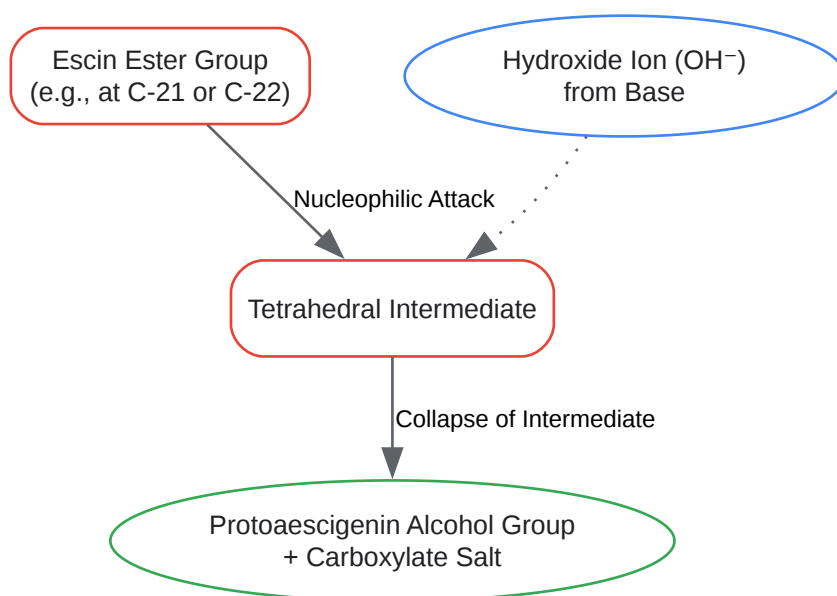 Escin Ester Group
(e.g., at C-21 or C-22)
Hydroxide Ion (OH⁻)
from Base
Nucleophilic Attack
Tetrahedral Intermediate
Collapse of Intermediate
Protoaescigenin Alcohol Group
+ Carboxylate Salt